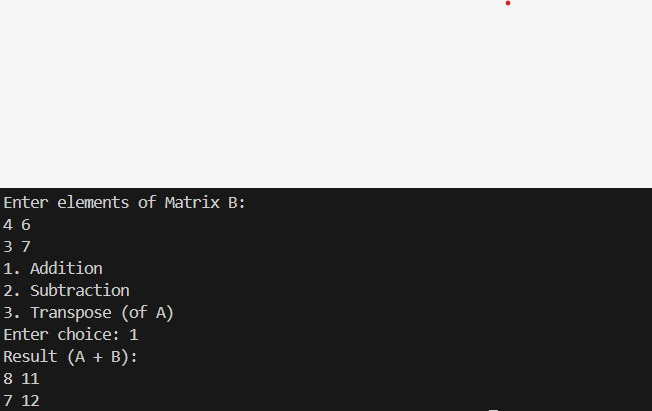 Enter elements of Matrix B:
4 6
3 7
1. Addition
2. Subtraction
3. Transpose (of A)
Enter choice: 1
Result (A + B):
8 11
7 12